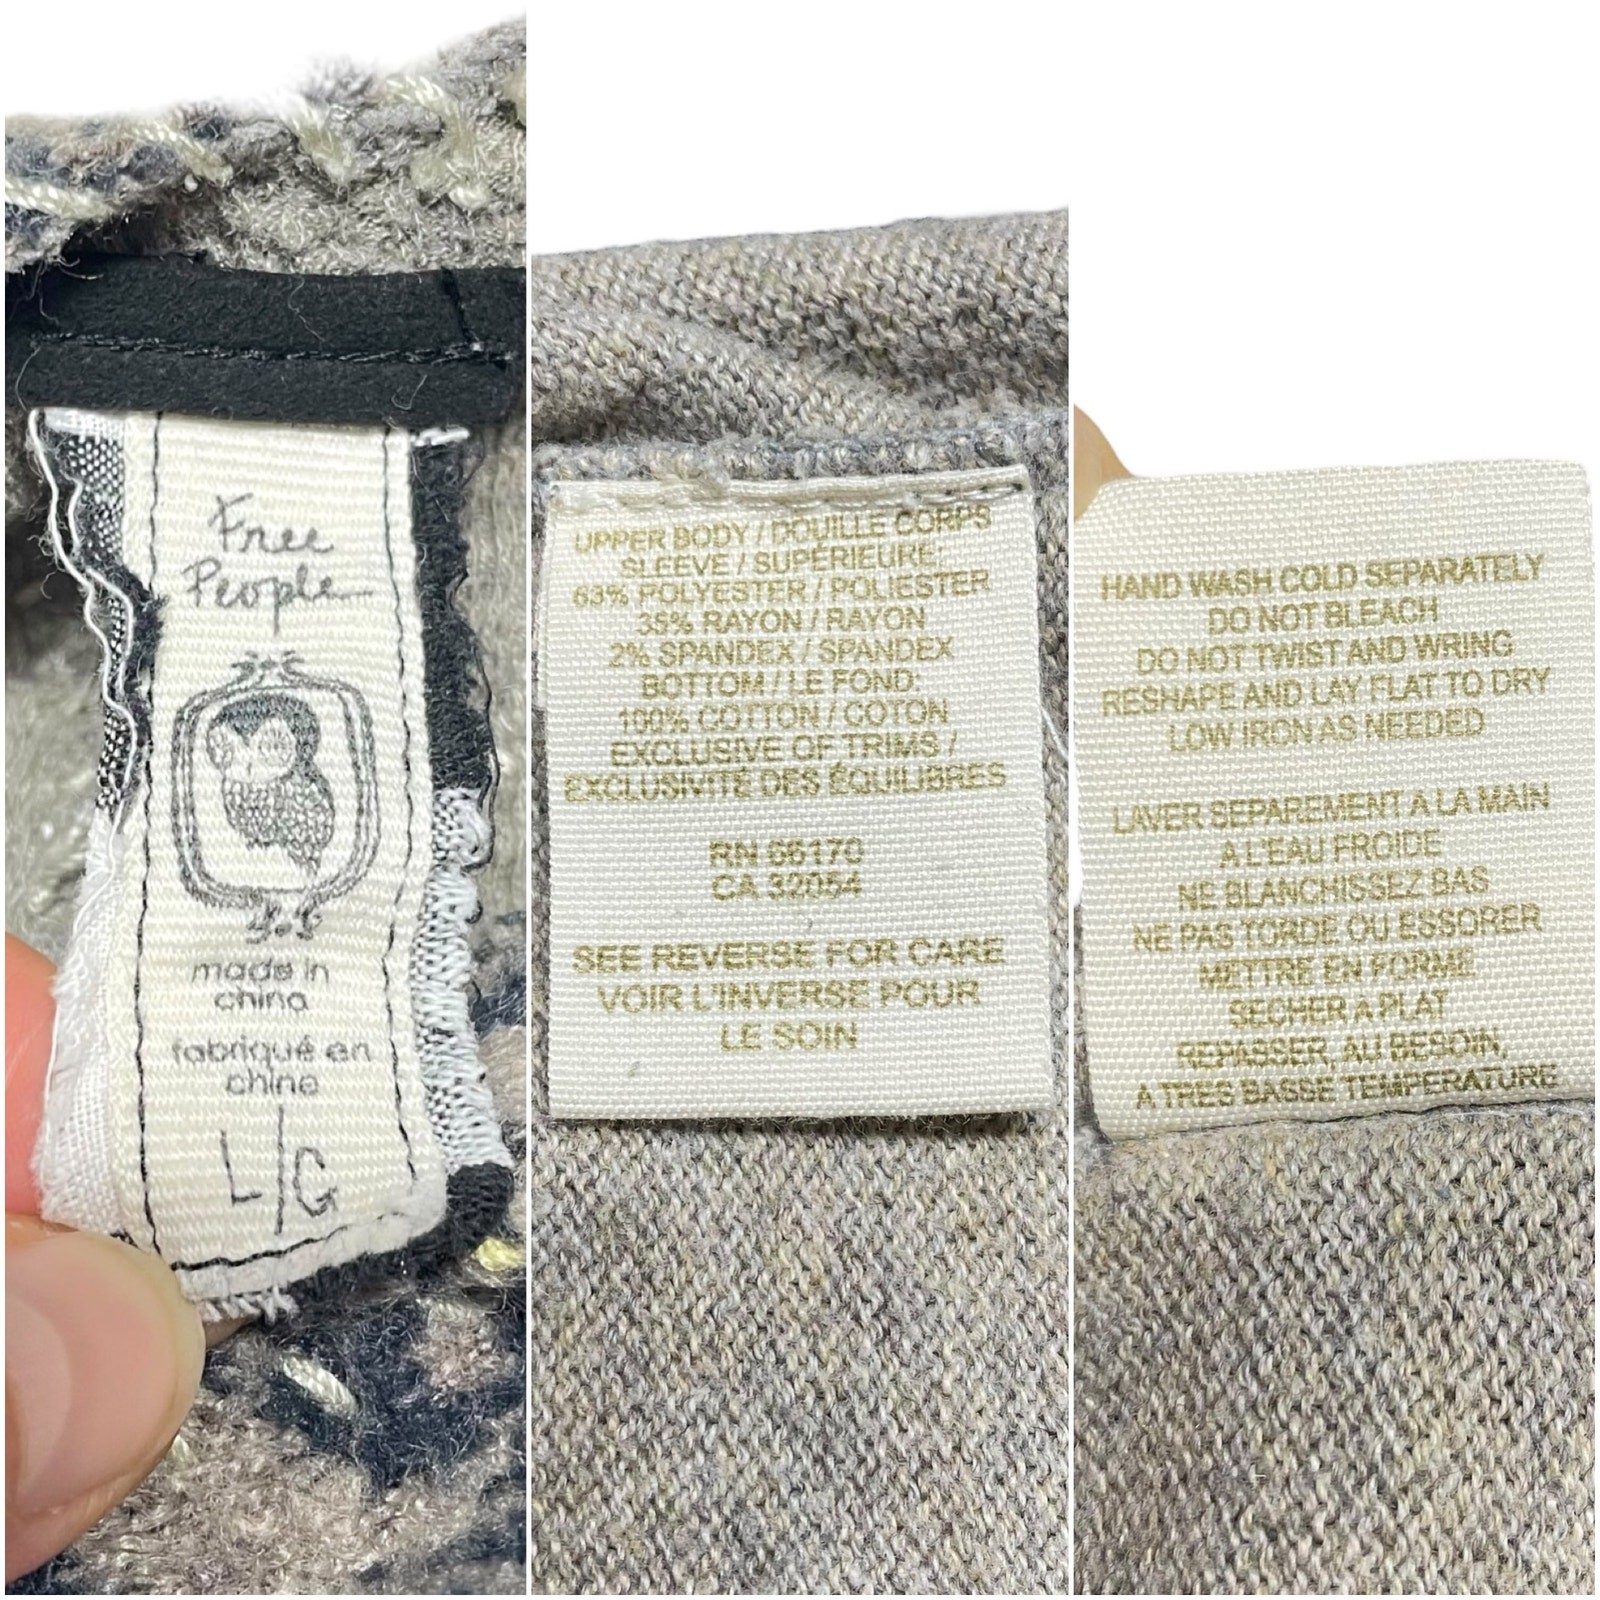 Free
People
made in
china
fabriqué en
chine
L|G
UPPER BODY / DOUILLE CORPS
SLEEVE / SUPÉRIEURE:
63% POLYESTER / POLIESTER
35% RAYON / RAYON
2% SPANDEX / SPANDEX
BOTTOM / LE FOND:
100% COTTON / COTON
EXCLUSIVE OF TRIMS /
EXCLUSIVITÉ DES ÉQUILIBRES
RN 66170
CA 32054
SEE REVERSE FOR CARE
VOIR L'INVERSE POUR
LE SOIN
HAND WASH COLD SEPARATELY
DO NOT BLEACH
DO NOT TWIST AND WRING
RESHAPE AND LAY FLAT TO DRY
LOW IRON AS NEEDED
LAVER SEPAREMENT A LA MAIN
A L'EAU FROIDE
NE BLANCHISSEZ BAS
NE PAS TORDE OU ESSORER
METTRE EN FORME
SECHER A PLAT
REPASSER, AU BESOIN,
A TRES BASSE TEMPERATURE